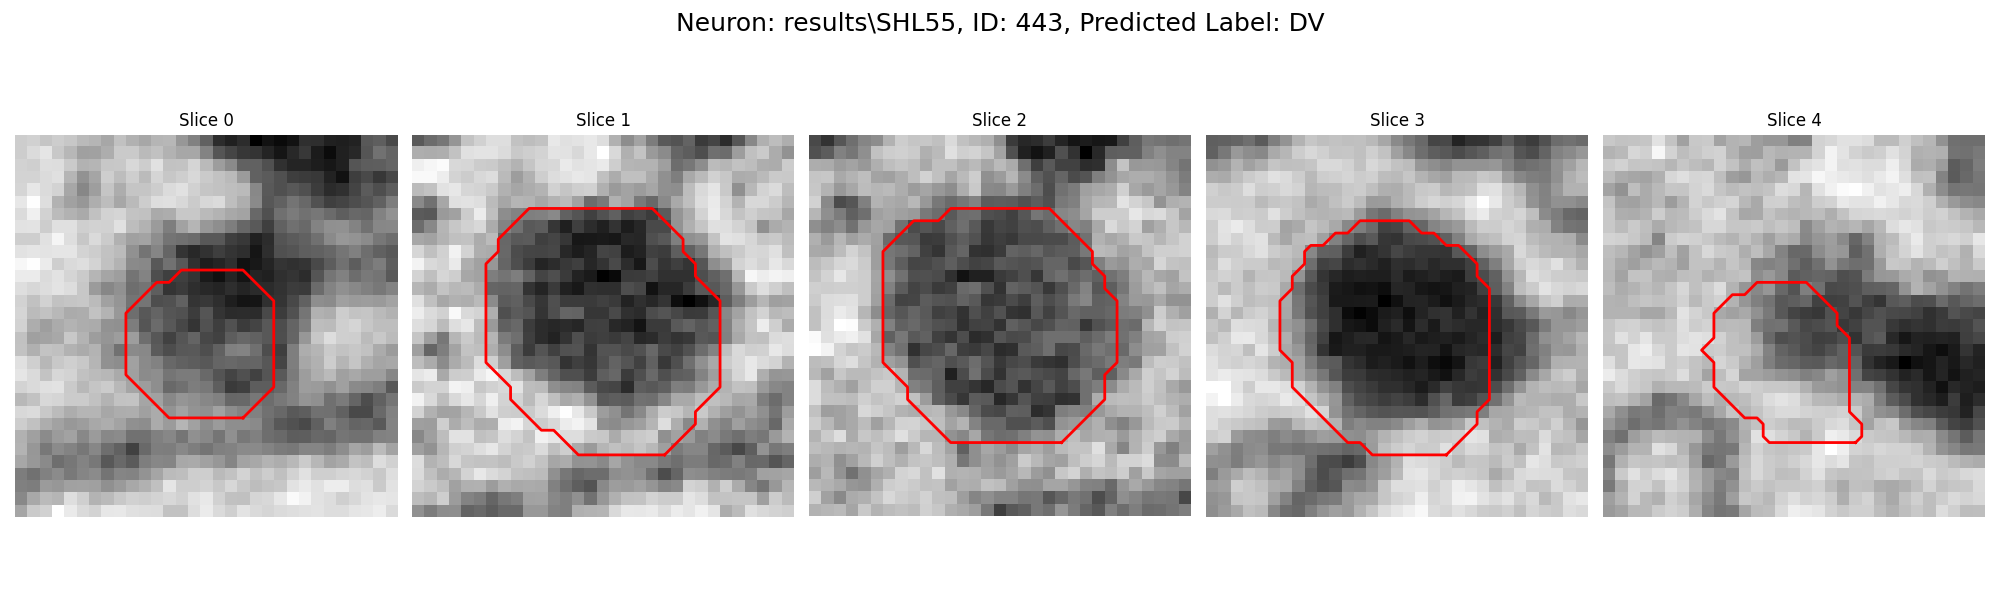 Neuron: results\SHL55, ID: 443, Predicted Label: DV
Slice 0
Slice 1
Slice 2
Slice 3
Slice 4